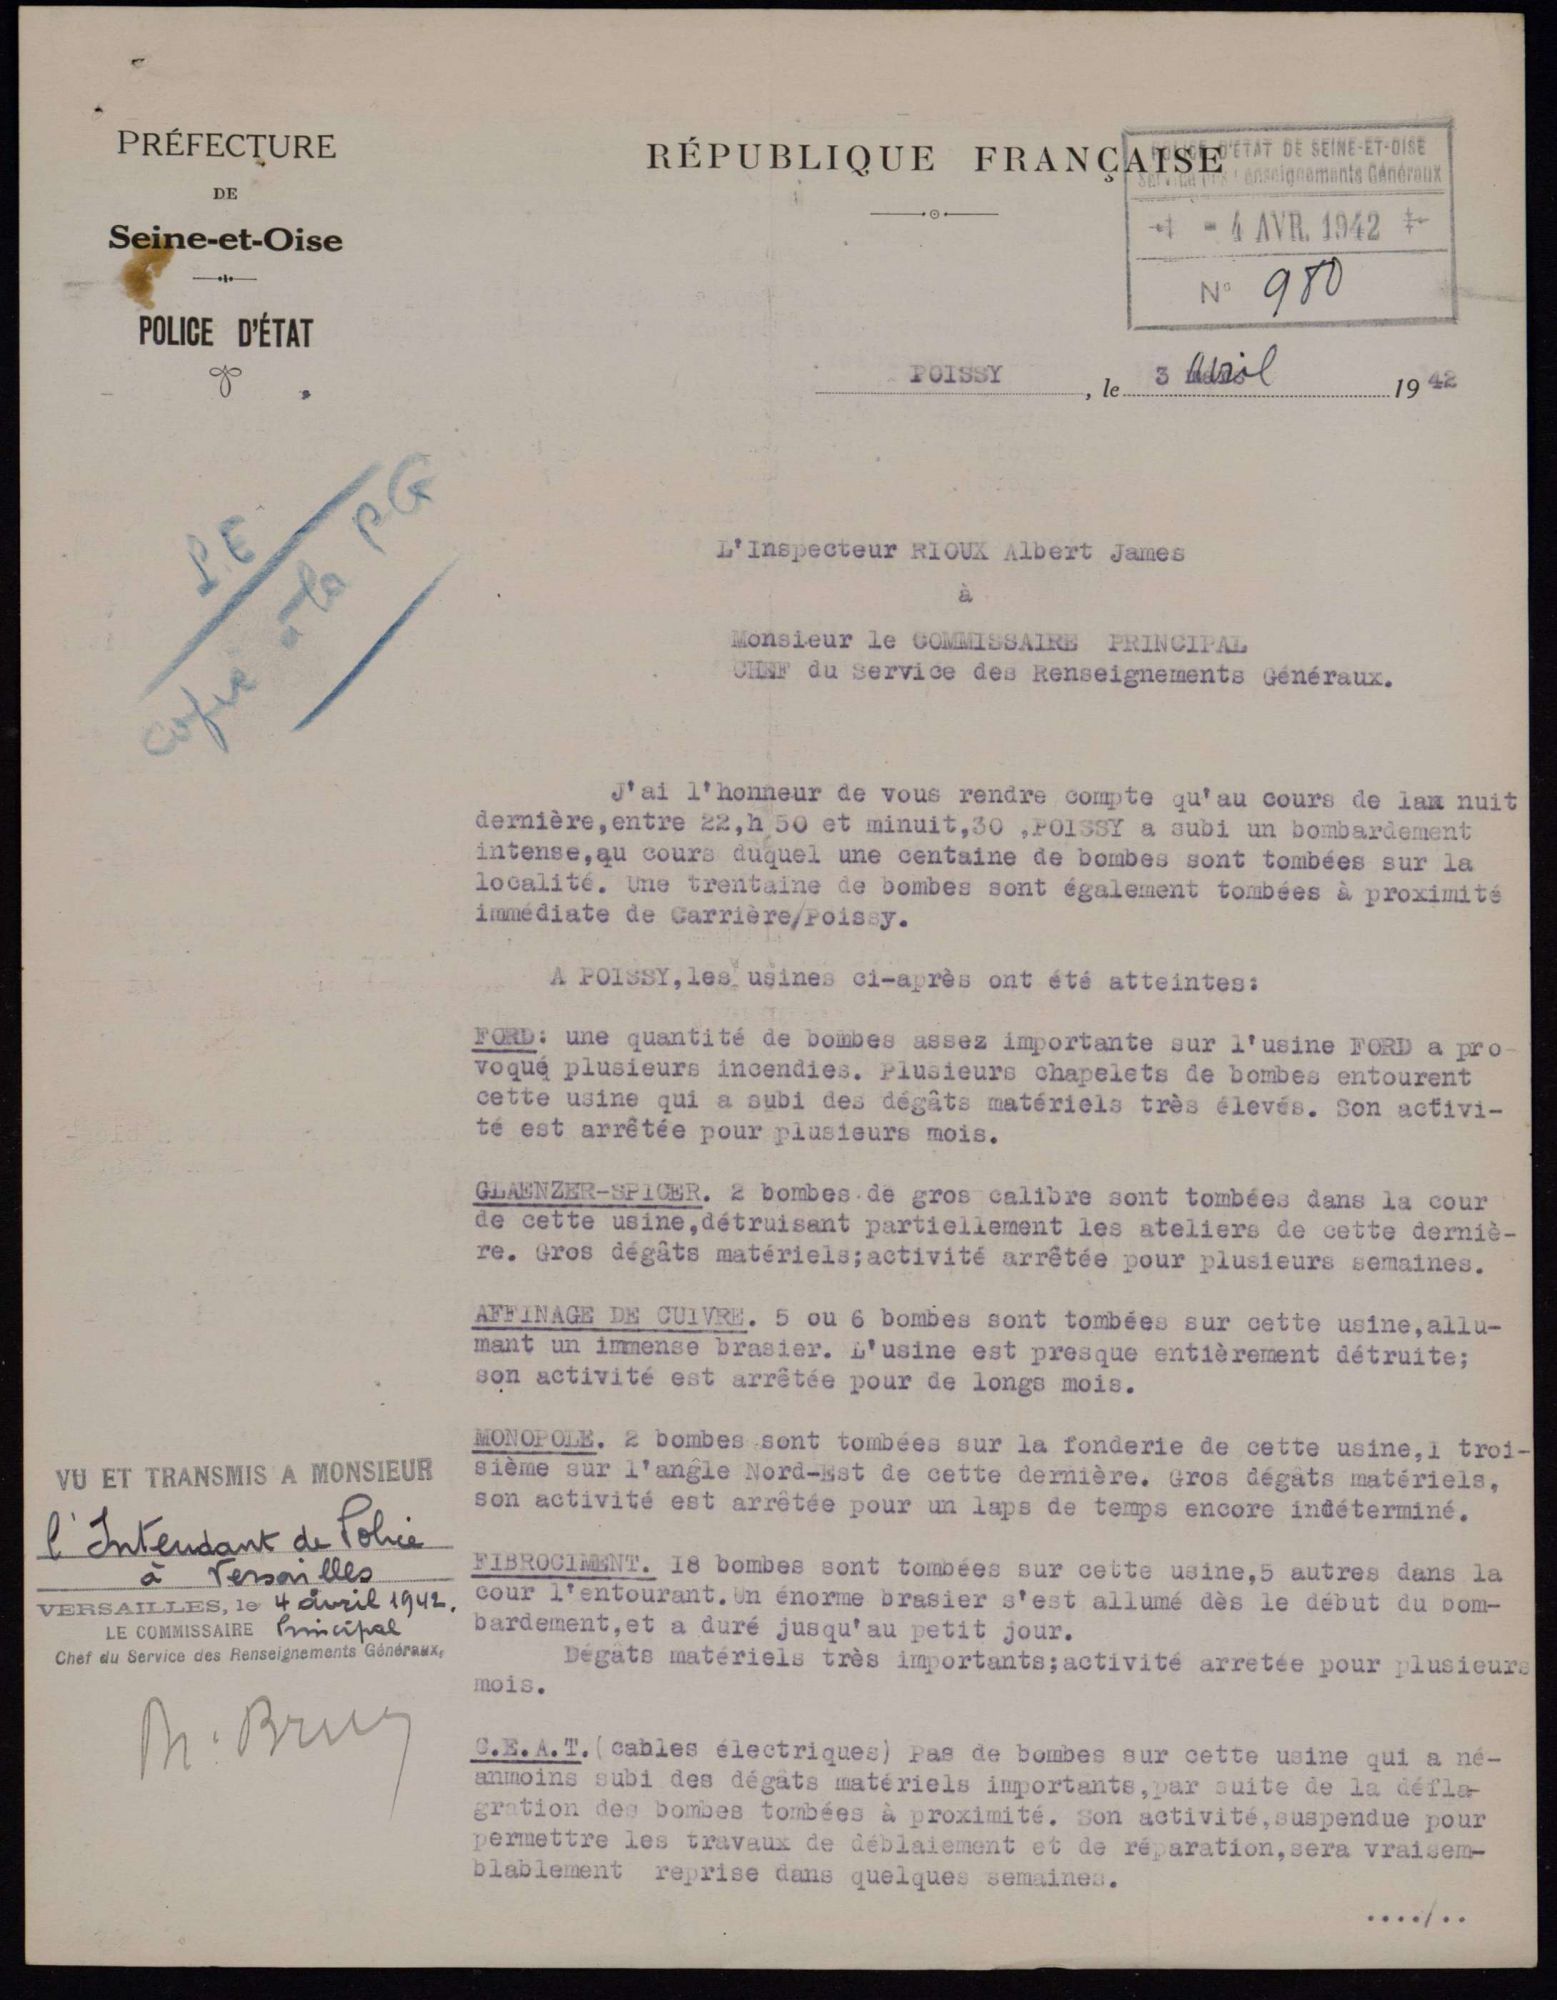 PRÉFECTURE
DE
Seine-et-Oise
POLICE D'ÉTAT
RÉPUBLIQUE FRANÇAISE
POLICE D'ETAT DE SEINE-ET-OISE
Service des Renseignements Généraux
- 4 AVR. 1942
N° 980
POISSY, le 3 Avril 1942
S.E
copie à la PG
L'Inspecteur RIOUX Albert James
à
Monsieur le COMMISSAIRE PRINCIPAL
CHEF du Service des Renseignements Généraux.
J'ai l'honneur de vous rendre compte qu'au cours de lax nuit
dernière,entre 22,h 50 et minuit,30 ,POISSY a subi un bombardement
intense,au cours duquel une centaine de bombes sont tombées sur la
localité. Une trentaine de bombes sont également tombées à proximité
immédiate de Carrière/Poissy.
A POISSY,les usines ci-après ont été atteintes:
FORD: une quantité de bombes assez importante sur l'usine FORD a pro-
voqué plusieurs incendies. Plusieurs chapelets de bombes entourent
cette usine qui a subi des dégâts matériels très élevés. Son activi-
té est arrêtée pour plusieurs mois.
GLAENZER-SPICER. 2 bombes de gros calibre sont tombées dans la cour
de cette usine,détruisant partiellement les ateliers de cette derniè-
re. Gros dégâts matériels;activité arrêtée pour plusieurs semaines.
AFFINAGE DE CUIVRE. 5 ou 6 bombes sont tombées sur cette usine,allu-
mant un immense brasier. L'usine est presque entièrement détruite;
son activité est arrêtée pour de longs mois.
MONOPOLE. 2 bombes sont tombées sur la fonderie de cette usine,1 troi-
sième sur l'angle Nord-Est de cette dernière. Gros dégâts matériels,
son activité est arrêtée pour un laps de temps encore indéterminé.
FIBROCIMENT. 18 bombes sont tombées sur cette usine,5 autres dans la
cour l'entourant.Un énorme brasier s'est allumé dès le début du bom-
bardement,et a duré jusqu'au petit jour.
Dégâts matériels très importants;activité arretée pour plusieurs
mois.
C.E.A.T.(cables électriques) Pas de bombes sur cette usine qui a né-
anmoins subi des dégâts matériels importants,par suite de la défla-
gration des bombes tombées à proximité. Son activité,suspendue pour
permettre les travaux de déblaiement et de réparation,sera vraisem-
blablement reprise dans quelques semaines.
..../..
VU ET TRANSMIS A MONSIEUR
l'Intendant de Police
à Versailles
VERSAILLES, le 4 avril 1942.
LE COMMISSAIRE Principal
Chef du Service des Renseignements Généraux,